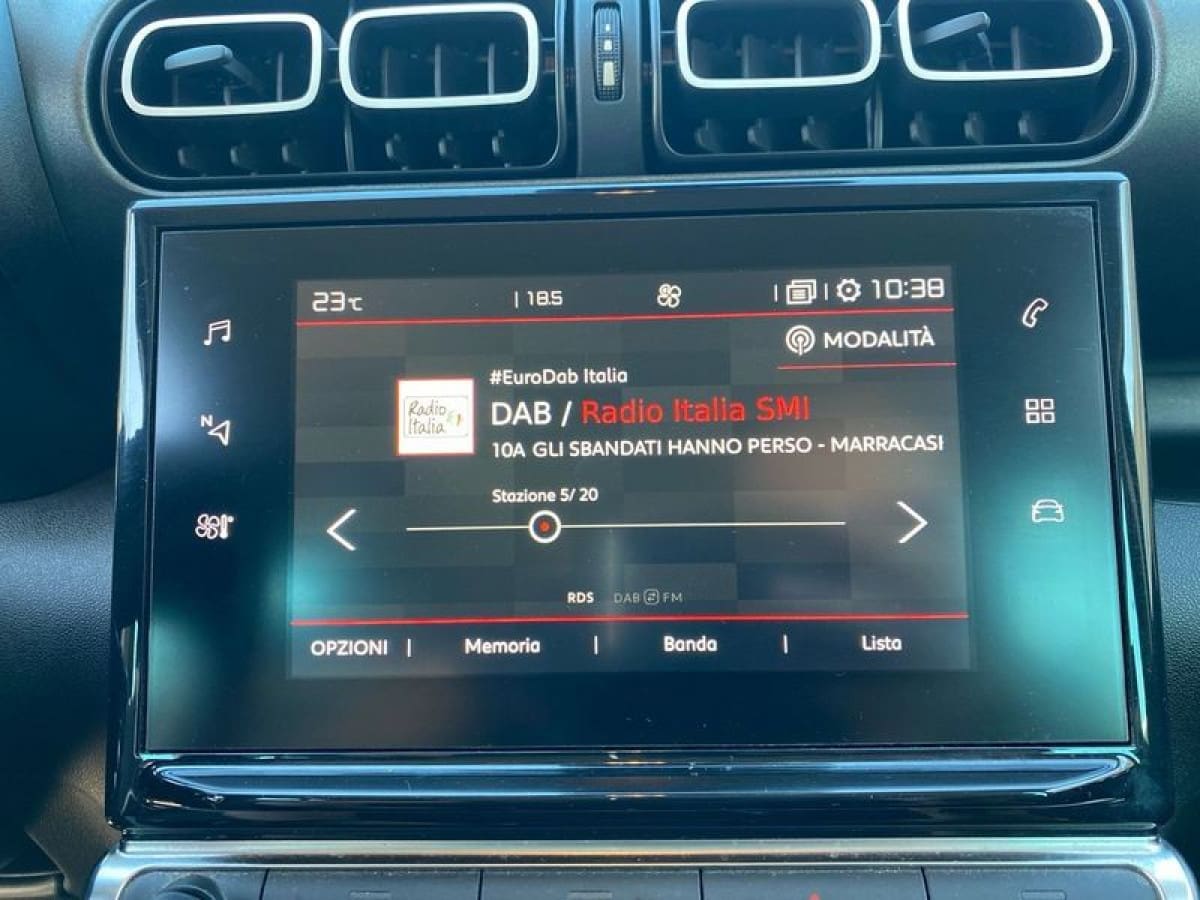 23°C | 18.5 | | 10:38
MODALITÀ
#EuroDab Italia
Radio
Italia
DAB / Radio Italia SMI
10A GLI SBANDATI HANNO PERSO - MARRACASH
Stazione 5/ 20
N
RDS DAB FM
OPZIONI | Memoria | Banda | Lista